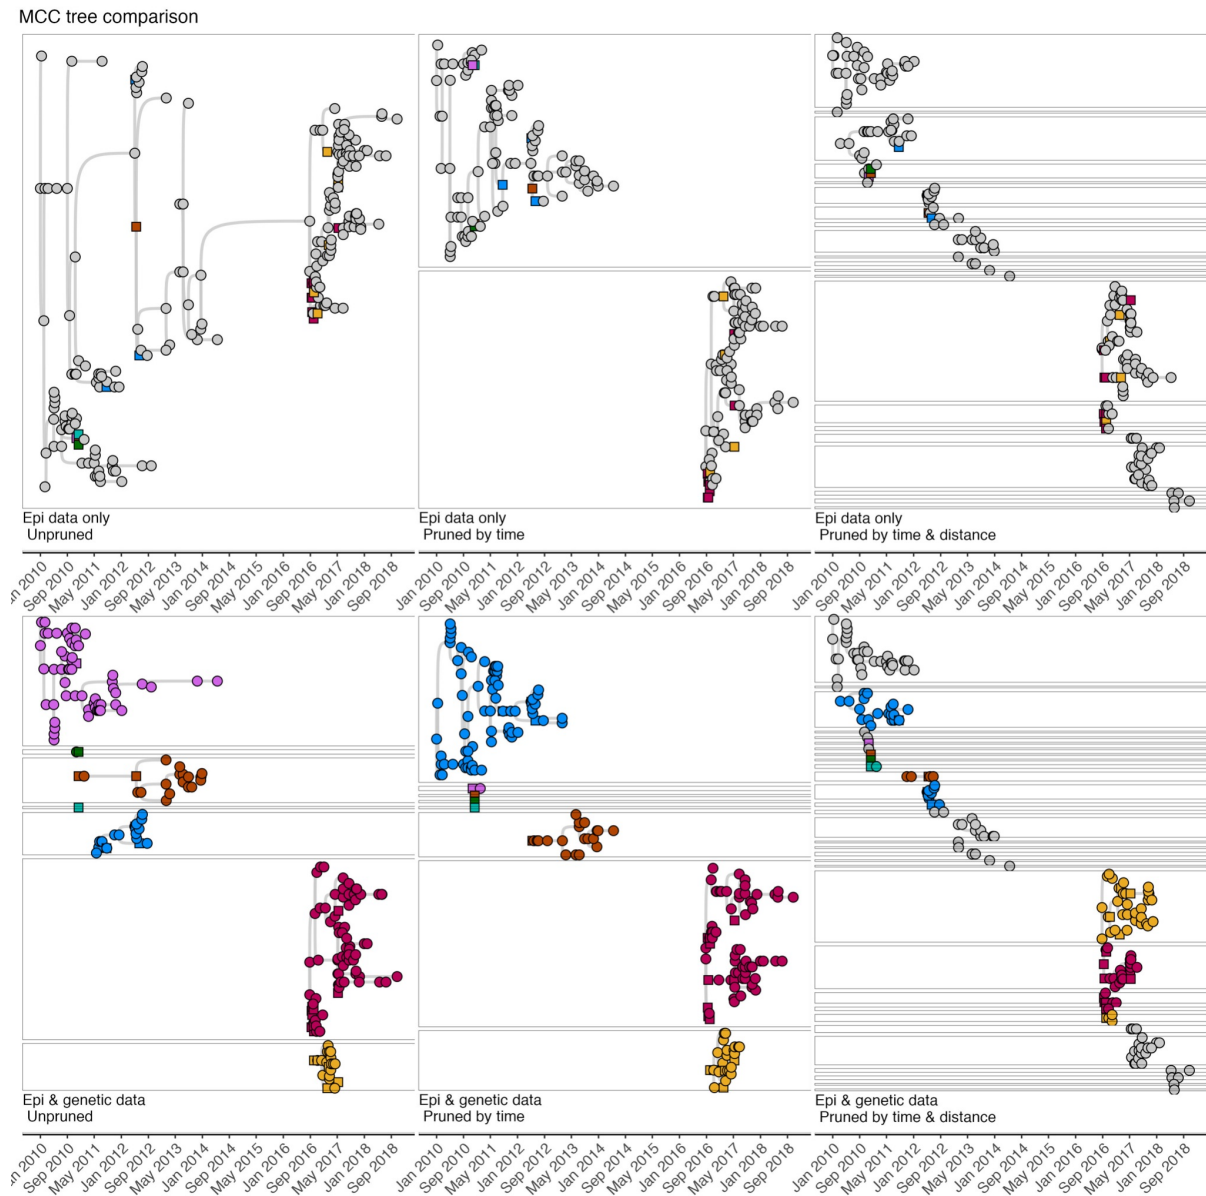 MCC tree comparison
Epi data only
Unpruned
Epi data only
Pruned by time
Epi data only
Pruned by time & distance
an 2010 Sep 2010 May 2011 Jan 2012 Sep 2012 May 2013 Jan 2014 Sep 2014 May 2015 Jan 2016 Sep 2016 May 2017 Jan 2018 Sep 2018
Jan 2010 Sep 2010 May 2011 Jan 2012 Sep 2012 May 2013 Jan 2014 Sep 2014 May 2015 Jan 2016 Sep 2016 May 2017 Jan 2018 Sep 2018
Jan 2010 Sep 2010 May 2011 Jan 2012 Sep 2012 May 2013 Jan 2014 Sep 2014 May 2015 Jan 2016 Sep 2016 May 2017 Jan 2018 Sep 2018
Epi & genetic data
Unpruned
Epi & genetic data
Pruned by time
Epi & genetic data
Pruned by time & distance
an 2010 Sep 2010 May 2011 Jan 2012 Sep 2012 May 2013 Jan 2014 Sep 2014 May 2015 Jan 2016 Sep 2016 May 2017 Jan 2018 Sep 2018
Jan 2010 Sep 2010 May 2011 Jan 2012 Sep 2012 May 2013 Jan 2014 Sep 2014 May 2015 Jan 2016 Sep 2016 May 2017 Jan 2018 Sep 2018
Jan 2010 Sep 2010 May 2011 Jan 2012 Sep 2012 May 2013 Jan 2014 Sep 2014 May 2015 Jan 2016 Sep 2016 May 2017 Jan 2018 Sep 2018